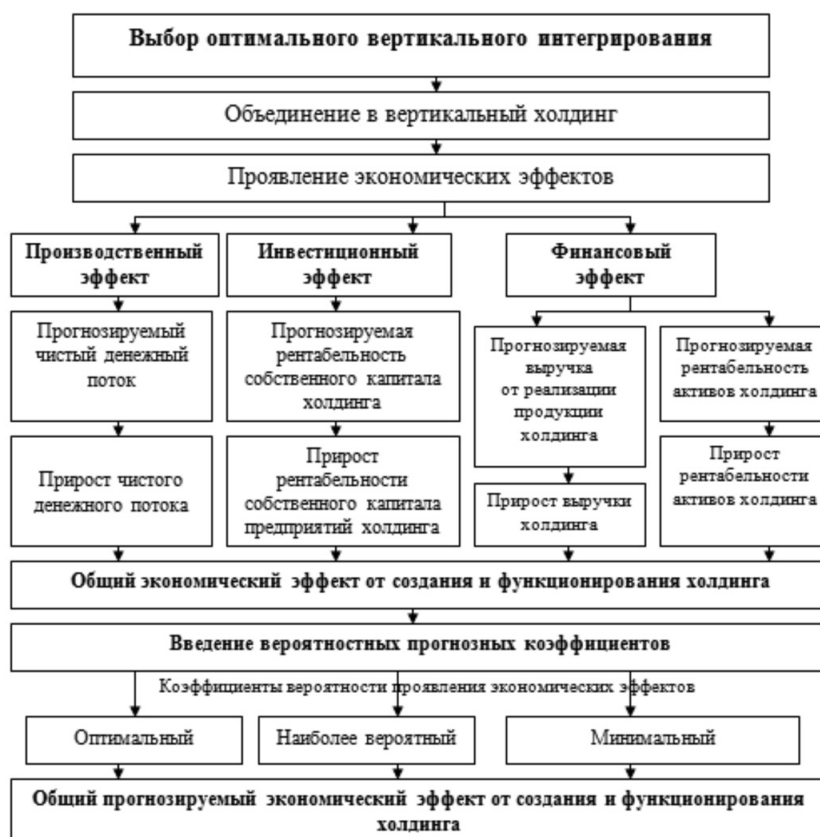 Выбор оптимального вертикального интегрирования
Объединение в вертикальный холдинг
Проявление экономических эффектов
Производственный
эффект
Инвестиционный
эффект
Финансовый
эффект
Прогнозируемый
чистый денежный
поток
Прогнозируемая
рентабельность
собственного капитала
холдинга
Прогнозируемая
выручка
от реализации
продукции
холдинга
Прогнозируемая
рентабельность
активов холдинга
Прирост чистого
денежного потока
Прирост
рентабельности
собственного капитала
предприятий холдинга
Прирост выручки
холдинга
Прирост
рентабельности
активов холдинга
Общий экономический эффект от создания и функционирования холдинга
Введение вероятностных прогнозных коэффициентов
Коэффициенты вероятности проявления экономических эффектов
Оптимальный
Наиболее вероятный
Минимальный
Общий прогнозируемый экономический эффект от создания и функционирования
холдинга